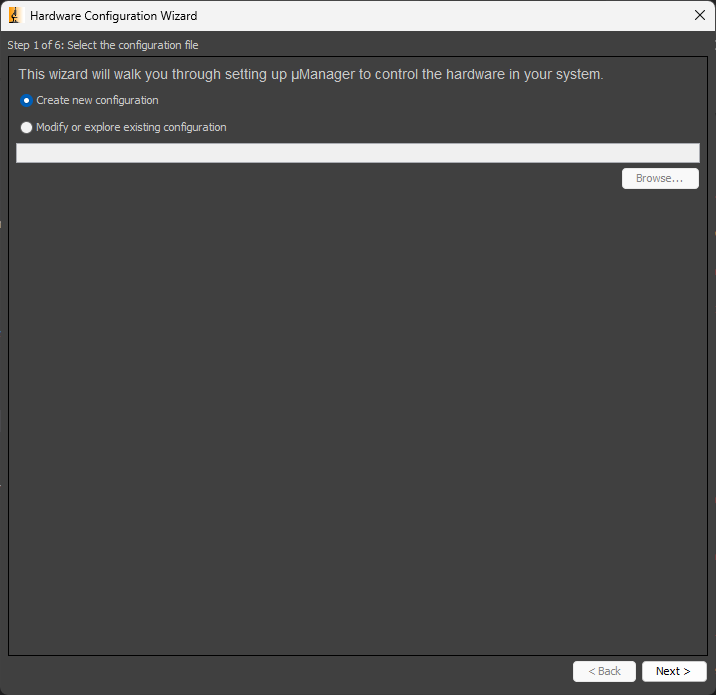 Hardware Configuration Wizard
Step 1 of 6: Select the configuration file
This wizard will walk you through setting up µManager to control the hardware in your system.
Create new configuration
Modify or explore existing configuration
Browse...
< Back Next >